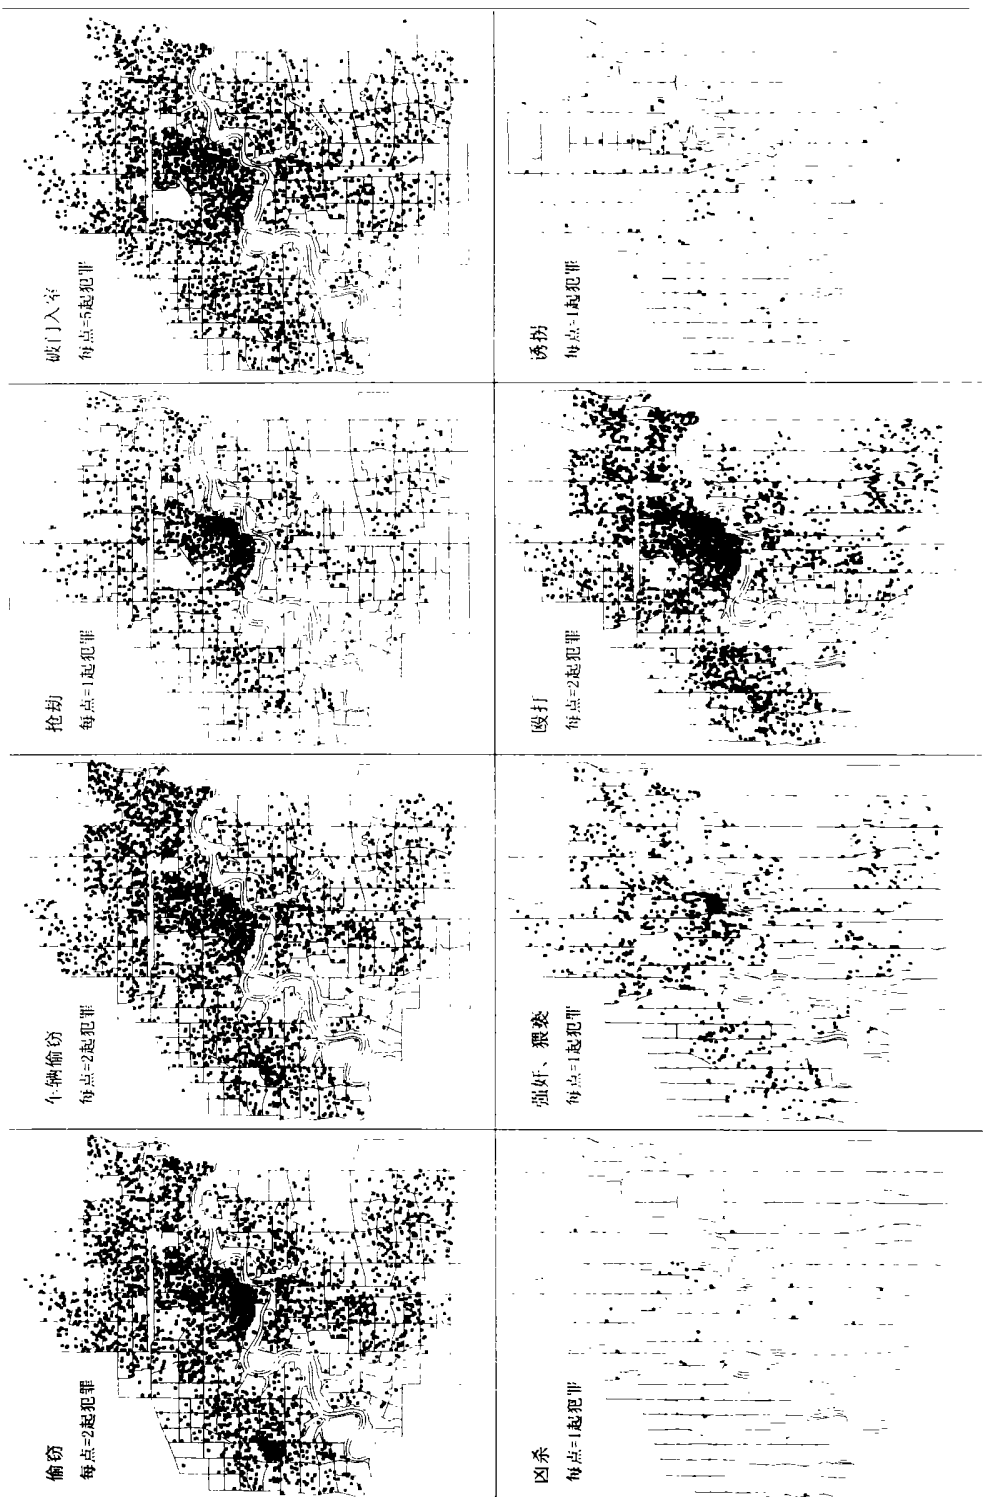 偷窃
每点=2起犯罪
车辆偷窃
每点=2起犯罪
抢劫
每点=1起犯罪
破门入室
每点=5起犯罪
凶杀
每点=1起犯罪
强奸、猥亵
每点=1起犯罪
殴打
每点=2起犯罪
诱拐
每点=1起犯罪